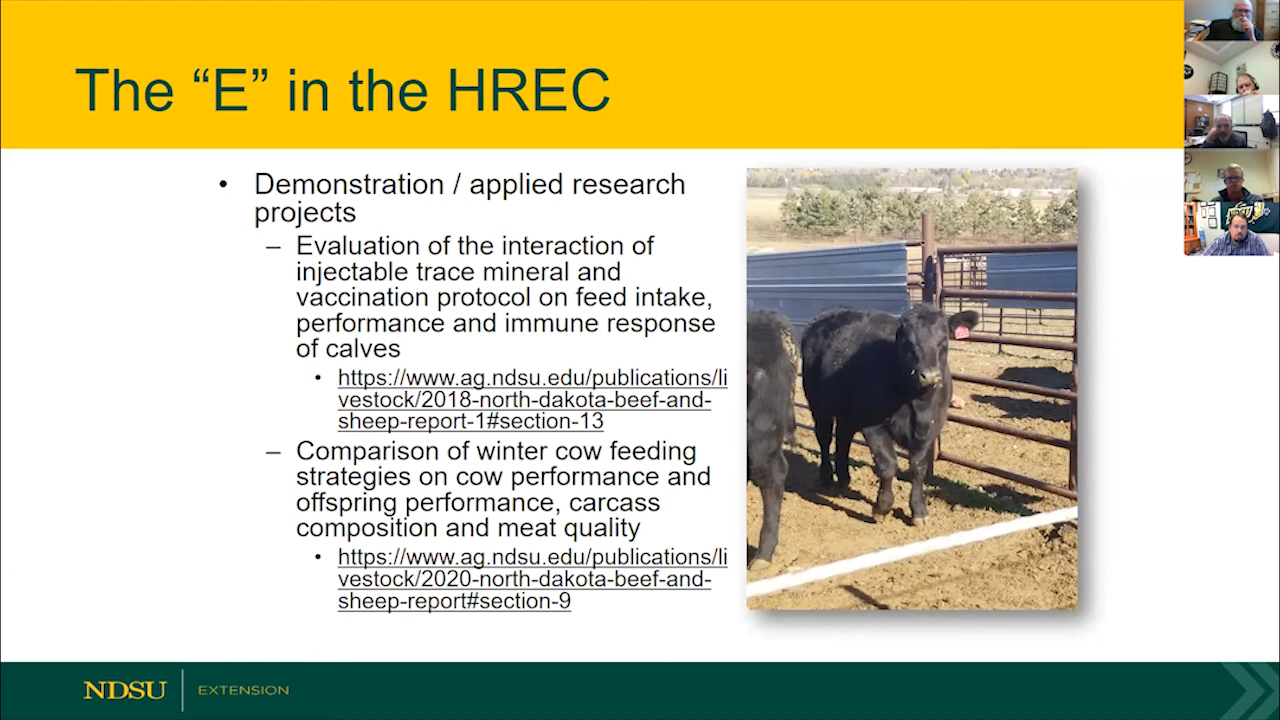 The “E” in the HREC
• Demonstration / applied research
projects
– Evaluation of the interaction of
injectable trace mineral and
vaccination protocol on feed intake,
performance and immune response
of calves
• https://www.ag.ndsu.edu/publications/li
vestock/2018-north-dakota-beef-and-
sheep-report-1#section-13
– Comparison of winter cow feeding
strategies on cow performance and
offspring performance, carcass
composition and meat quality
• https://www.ag.ndsu.edu/publications/li
vestock/2020-north-dakota-beef-and-
sheep-report#section-9
NDSU
EXTENSION